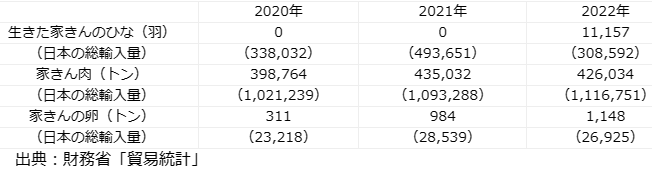 2020年 2021年 2022年
生きた家きんのひな（羽） 0 0 11,157
（日本の総輸入量） （338,032） （493,651） （308,592）
家きん肉（トン） 398,764 435,032 426,034
（日本の総輸入量） （1,021,239） （1,093,288） （1,116,751）
家きんの卵（トン） 311 984 1,148
（日本の総輸入量） （23,218） （28,539） （26,925）
出典：財務省「貿易統計」